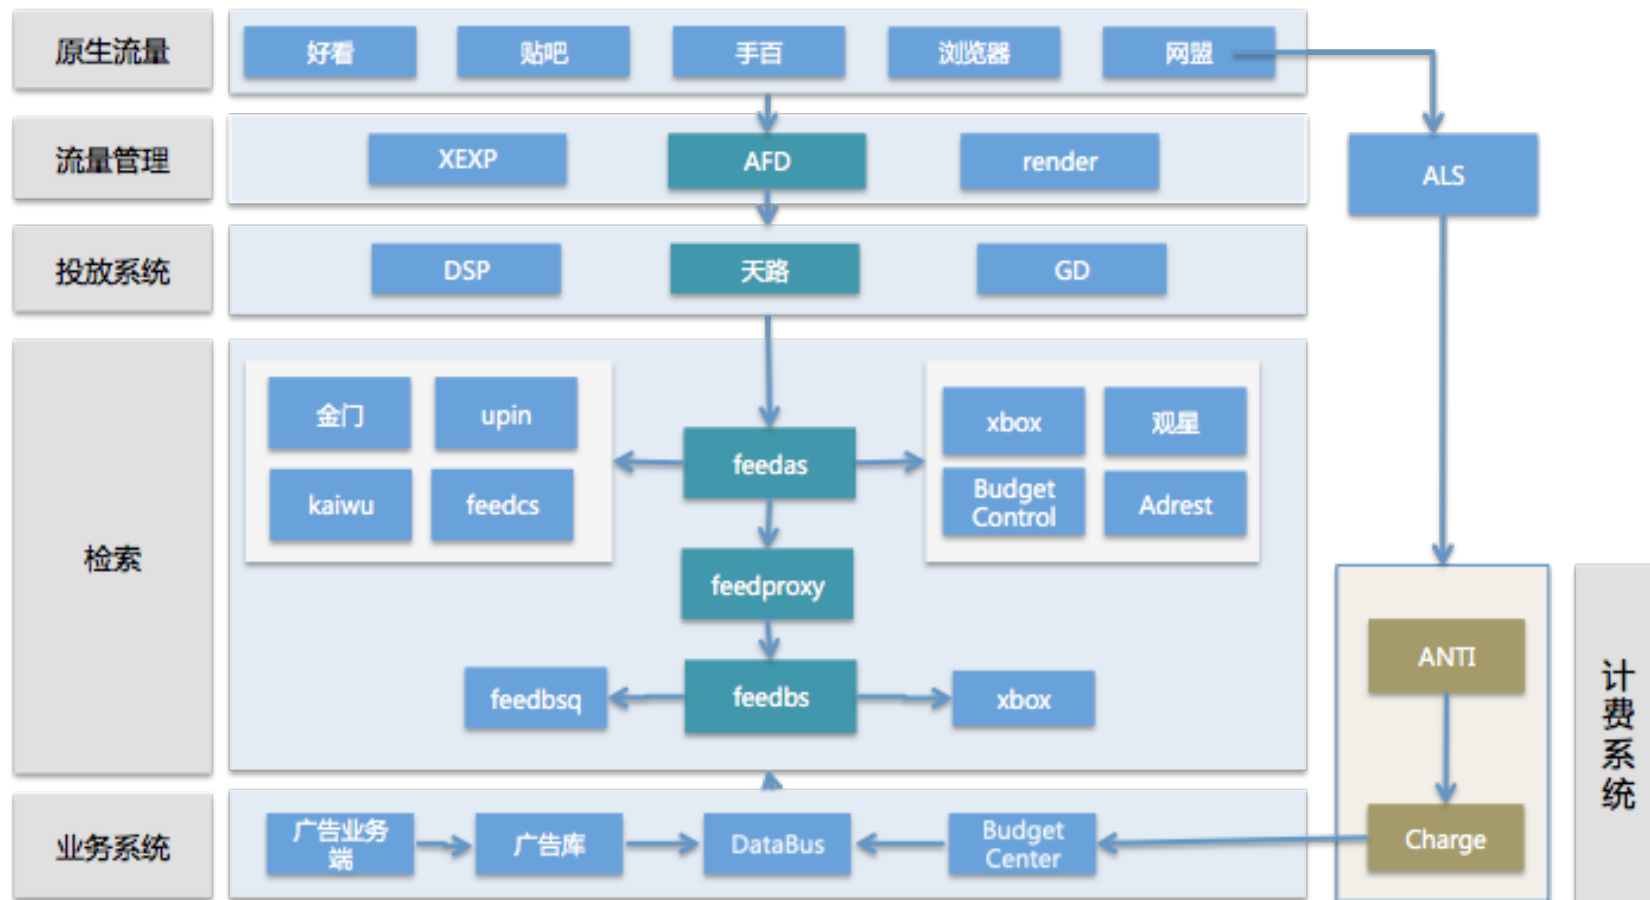 原生流量
好看
贴吧
手百
浏览器
网盟
流量管理
XEXP
AFD
render
ALS
投放系统
DSP
天路
GD
检索
金门
upin
kaiwu
feedcs
feedas
xbox
观星
Budget
Control
Adrest
feedproxy
feedbsq
feedbs
xbox
ANTI
Charge
计
费
系
统
业务系统
广告业务
端
广告库
DataBus
Budget
Center